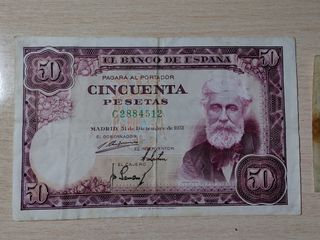 50 EL BANCO DE ESPAÑA 50
PAGARÁ AL PORTADOR
CINCUENTA
PESETAS
C2884512
MADRID, 31 de Diciembre de 1951
EL GOBERNADOR
EL INTERVENTOR
EL CAJERO
50 50